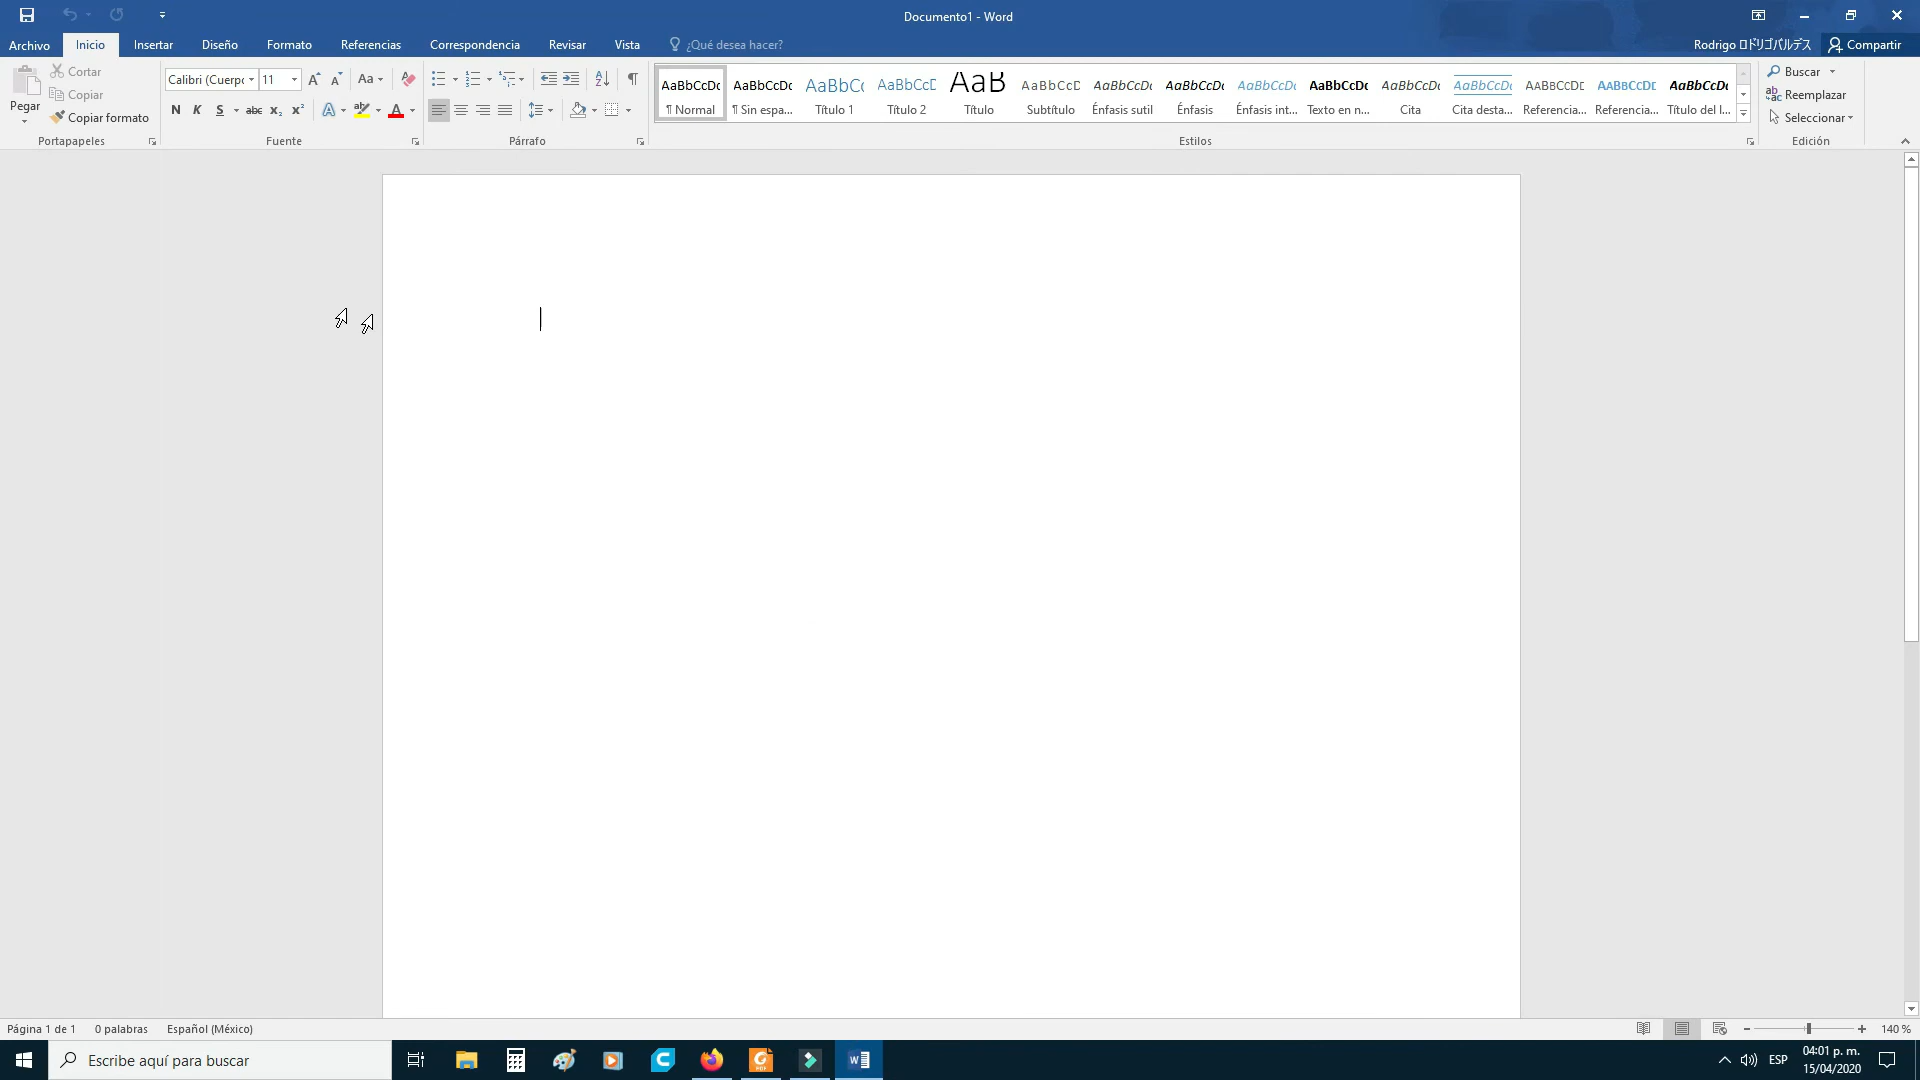 Documento1 - Word
Archivo Inicio Insertar Diseño Formato Referencias Correspondencia Revisar Vista ¿Qué desea hacer? Rodrigo ロドリゴバルデス Compartir
Pegar
Cortar
Copiar
Copiar formato
Portapapeles
Calibri (Cuerpo 11
Aa
N K S abc x₂ x² A ab A
Fuente
Párrafo
AaBbCcDc AaBbCcDc AaBbCc AaBbCcD AaB AaBbCcD AaBbCcDc AaBbCcDc AaBbCcDc AaBbCcDc AaBbCcDc AaBbCcDc AABBCCDD AABBCCDD AaBbCcDc
¶ Normal ¶ Sin espa... Título 1 Título 2 Título Subtítulo Énfasis sutil Énfasis Énfasis int... Texto en n... Cita Cita desta... Referencia... Referencia... Título del l...
Estilos
Buscar
Reemplazar
Seleccionar
Edición
Página 1 de 1 0 palabras Español (México) 140 %
Escribe aquí para buscar
ESP
04:01 p. m.
15/04/2020